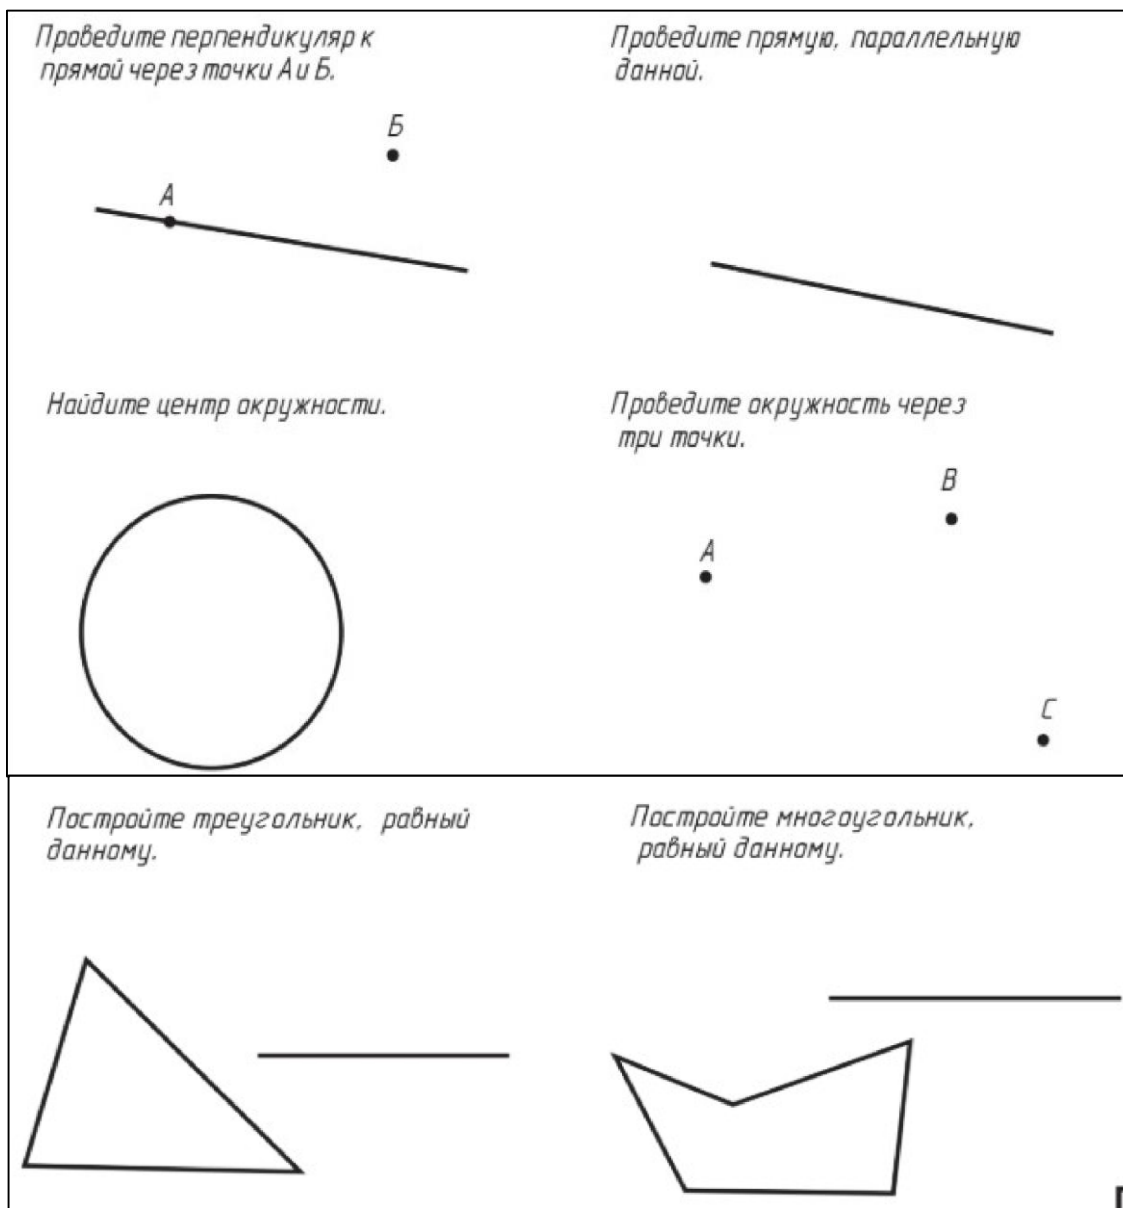 Проведите перпендикуляр к
прямой через точки А и Б.
Б
А
Проведите прямую, параллельную
данной.
Найдите центр окружности.
Проведите окружность через
три точки.
В
А
С
Постройте треугольник, равный
данному.
Постройте многоугольник,
равный данному.